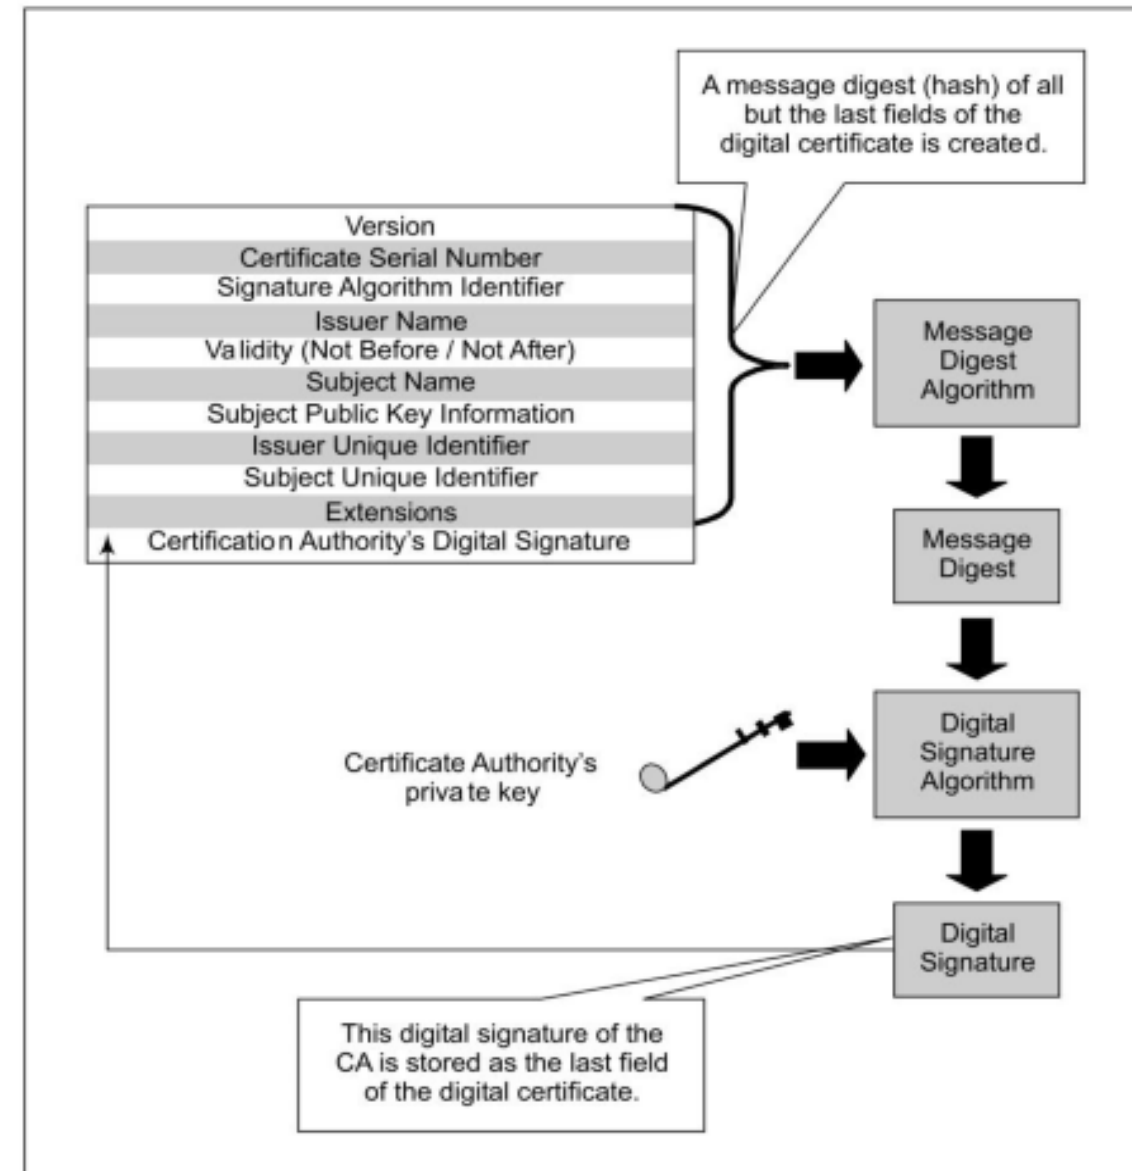 A message digest (hash) of all
but the last fields of the
digital certificate is created.
Version
Certificate Serial Number
Signature Algorithm Identifier
Issuer Name
Validity (Not Before / Not After)
Subject Name
Subject Public Key Information
Issuer Unique Identifier
Subject Unique Identifier
Extensions
Certification Authority's Digital Signature
Message
Digest
Algorithm
Message
Digest
Digital
Signature
Algorithm
Certificate Authority's
private key
Digital
Signature
This digital signature of the
CA is stored as the last field
of the digital certificate.